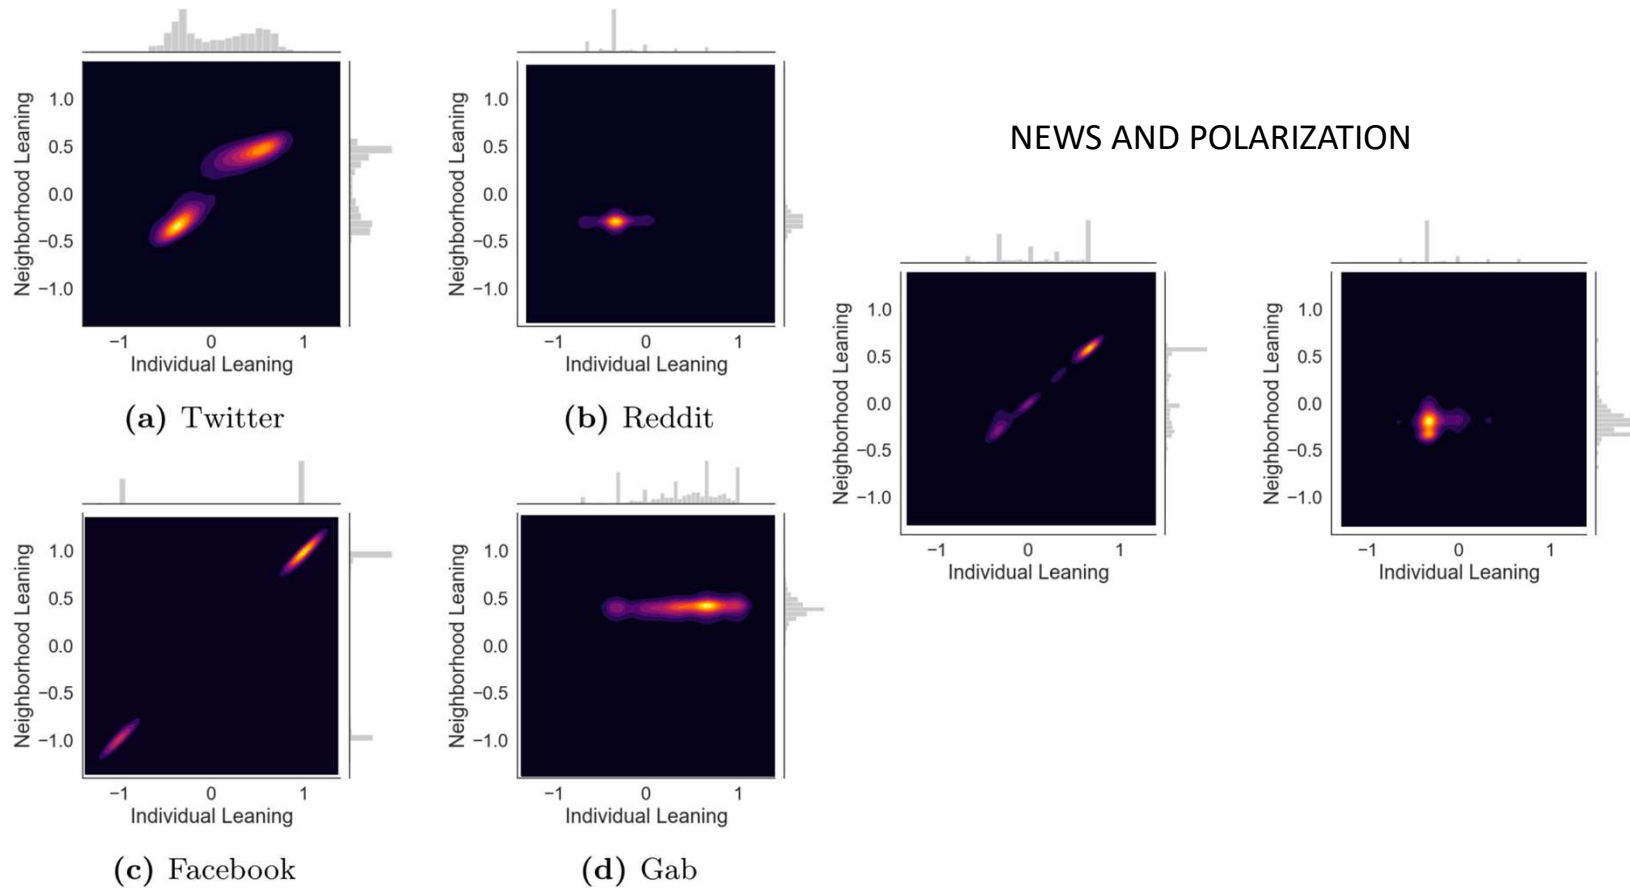 Neighborhood Leaning
1.0
0.5
0.0
−0.5
−1.0
−1 0 1
Individual Leaning
(a) Twitter
Neighborhood Leaning
1.0
0.5
0.0
−0.5
−1.0
−1 0 1
Individual Leaning
(b) Reddit
Neighborhood Leaning
1.0
0.5
0.0
−0.5
−1.0
−1 0 1
Individual Leaning
(c) Facebook
Neighborhood Leaning
1.0
0.5
0.0
−0.5
−1.0
−1 0 1
Individual Leaning
(d) Gab
NEWS AND POLARIZATION
Neighborhood Leaning
1.0
0.5
0.0
−0.5
−1.0
−1 0 1
Individual Leaning
Neighborhood Leaning
1.0
0.5
0.0
−0.5
−1.0
−1 0 1
Individual Leaning